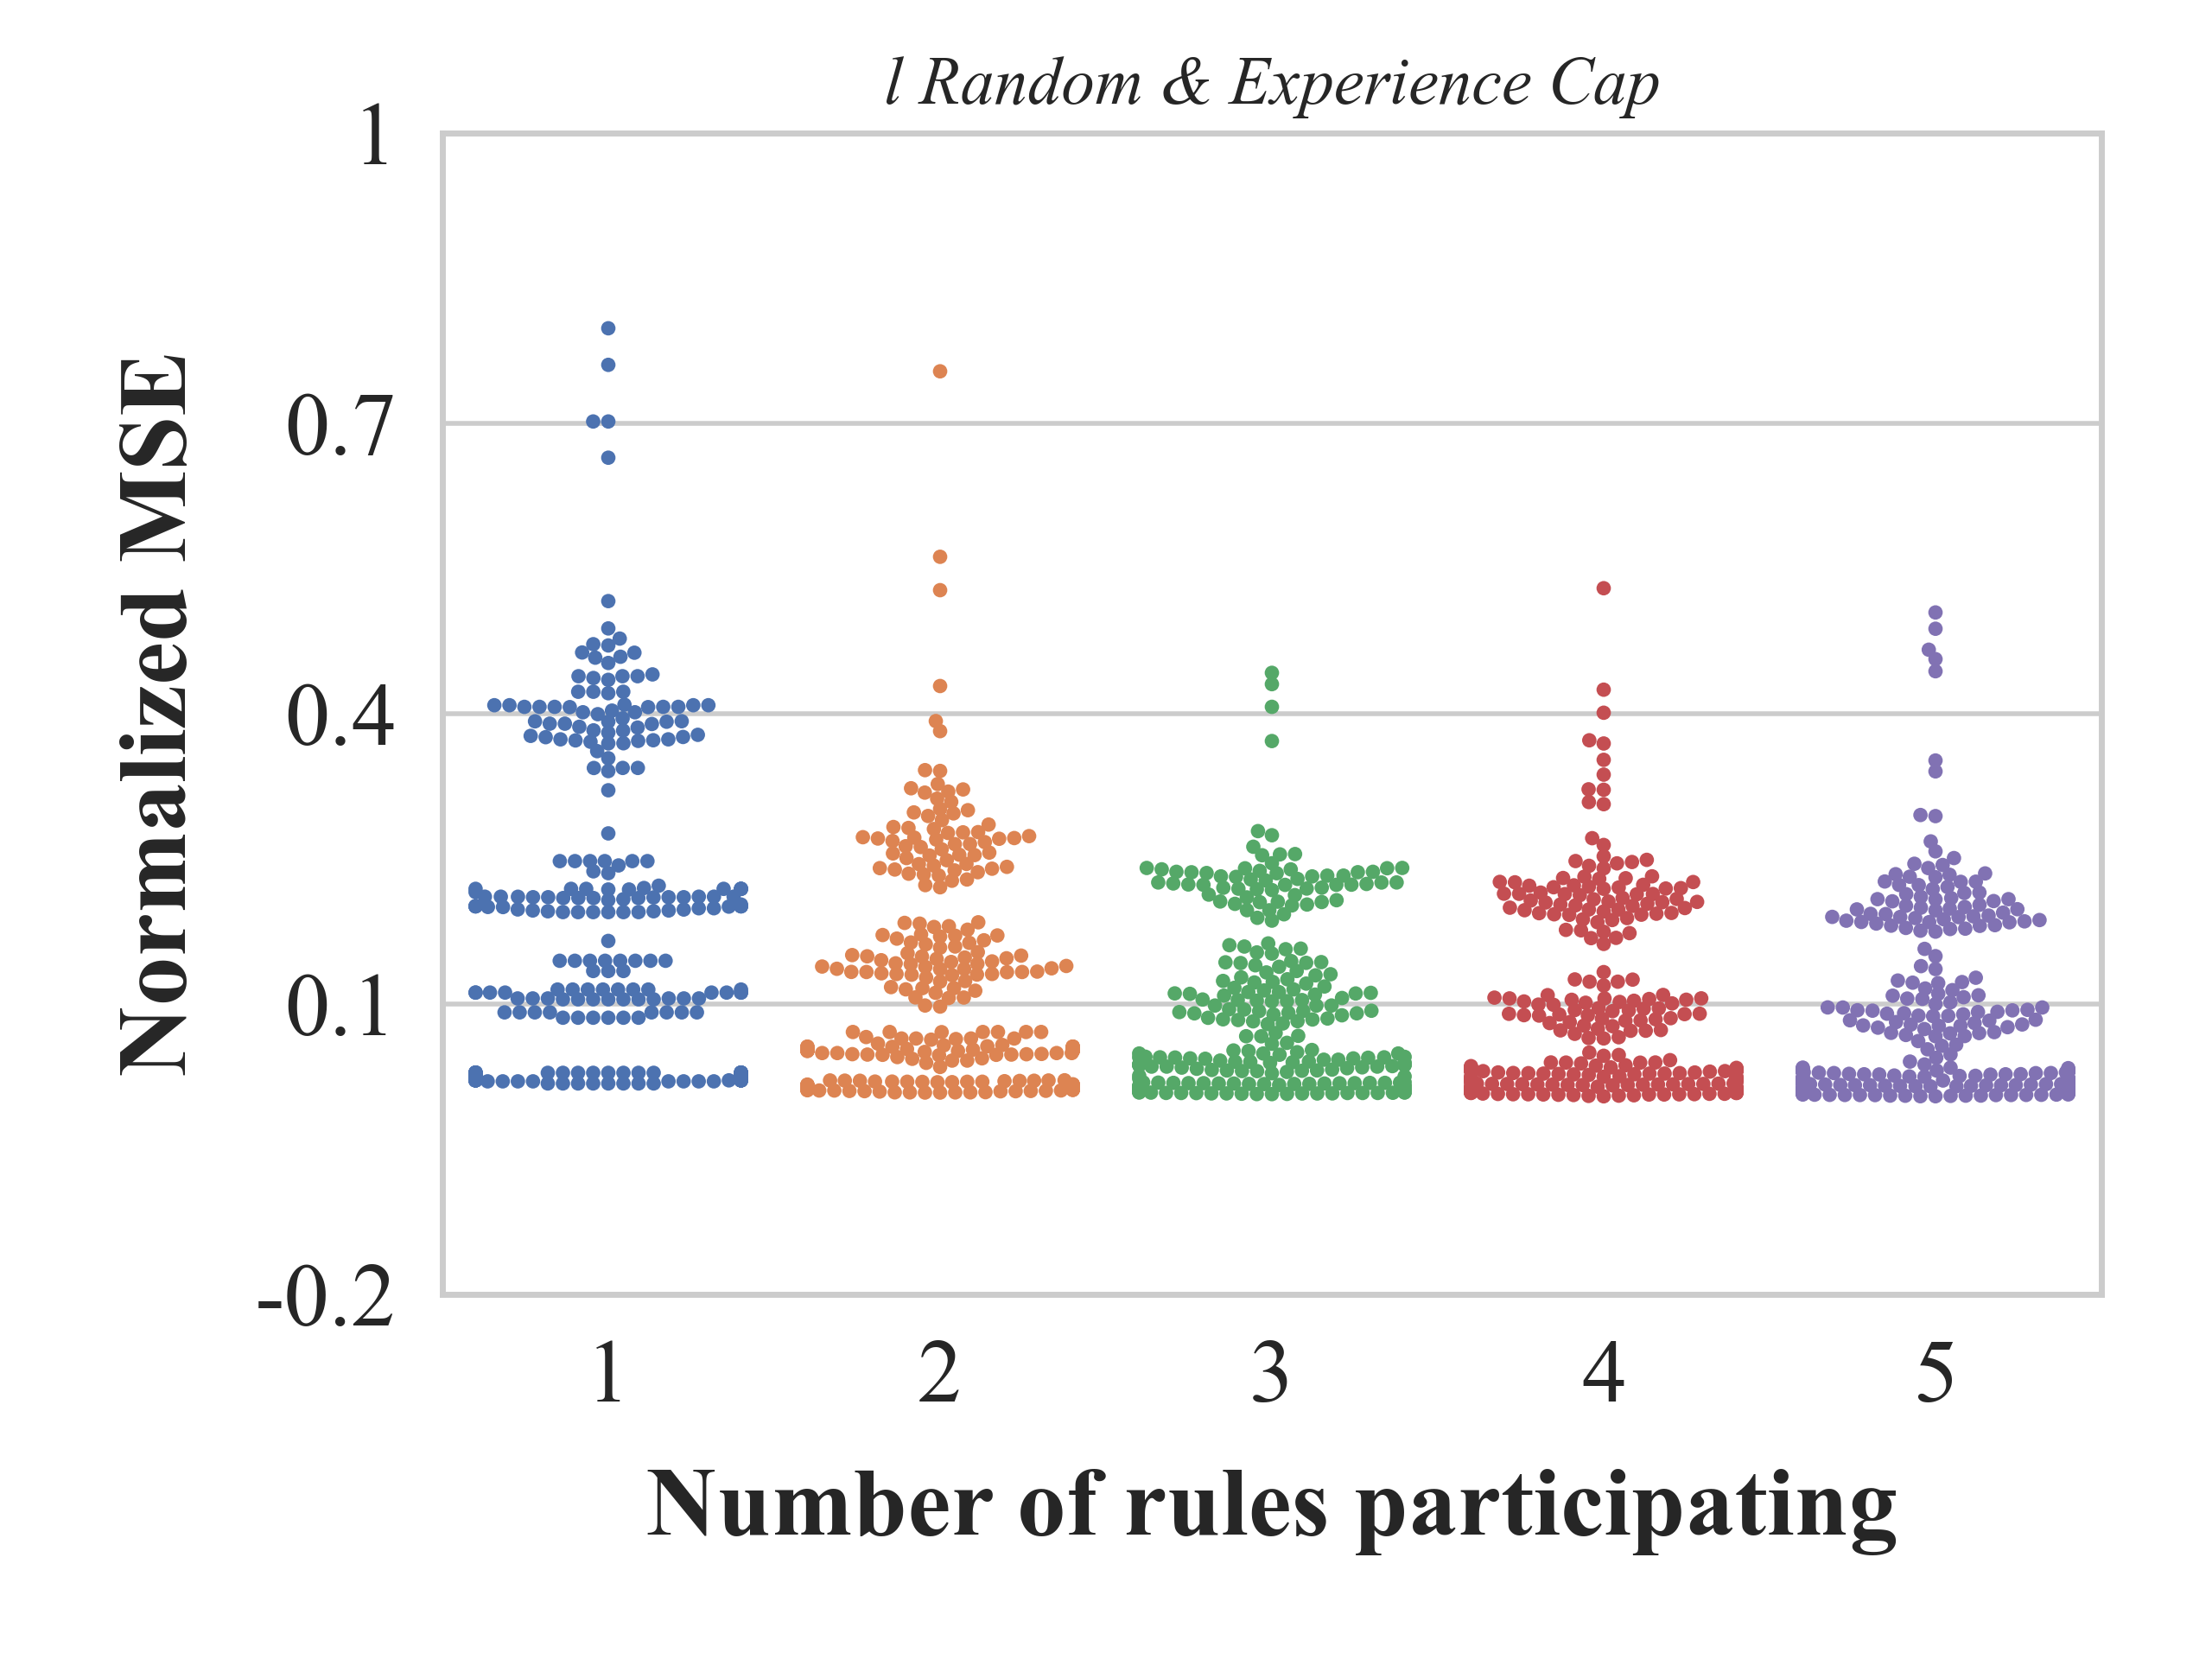 l Random & Experience Cap
1
0.7
0.4
0.1
-0.2
Normalized MSE
1 2 3 4 5
Number of rules participating